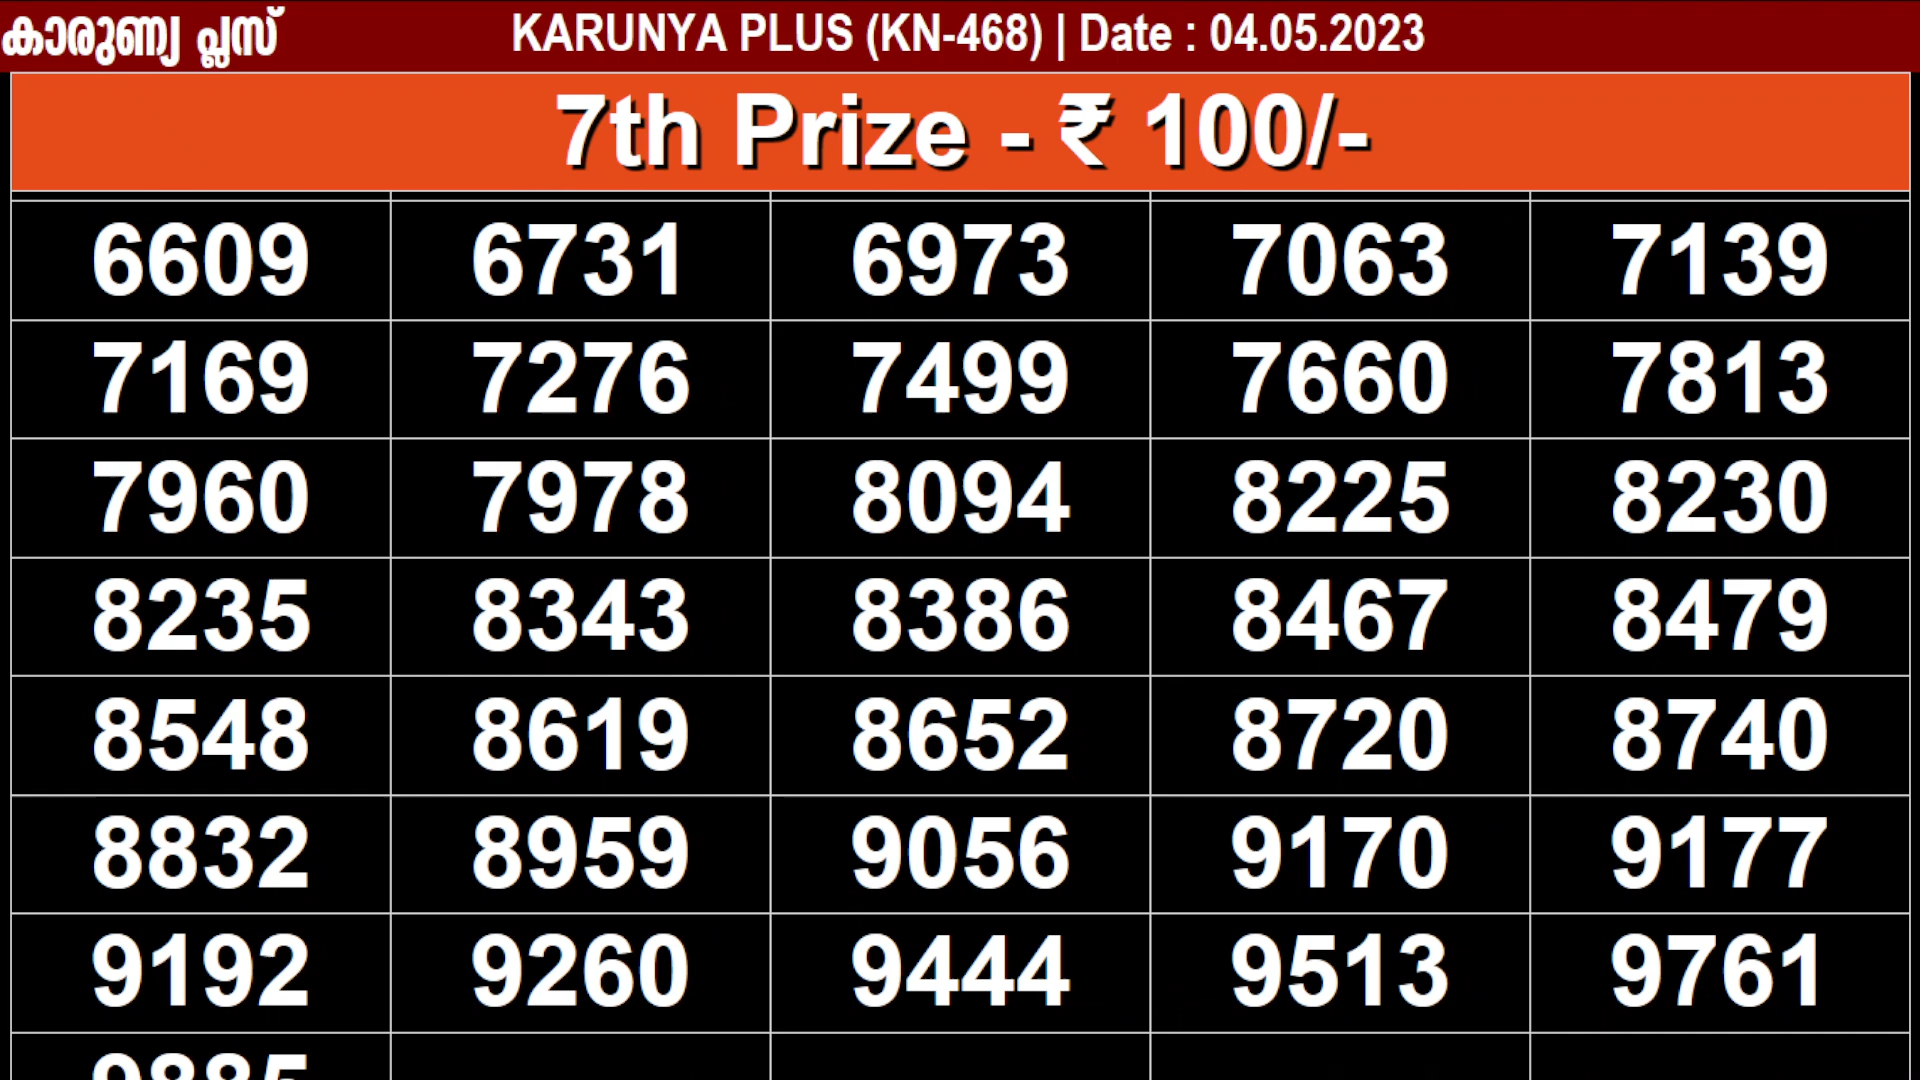 കാരുണ്യ പ്ലസ് KARUNYA PLUS (KN-468) | Date : 04.05.2023
7th Prize - ₹ 100/-
6609 6731 6973 7063 7139
7169 7276 7499 7660 7813
7960 7978 8094 8225 8230
8235 8343 8386 8467 8479
8548 8619 8652 8720 8740
8832 8959 9056 9170 9177
9192 9260 9444 9513 9761
9885